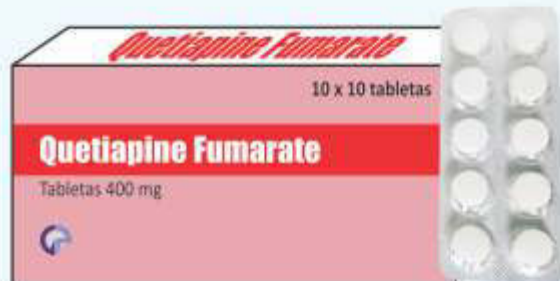 Quetiapine Fumarate
10 x 10 tabletas
Quetiapine Fumarate
Tabletas 400 mg